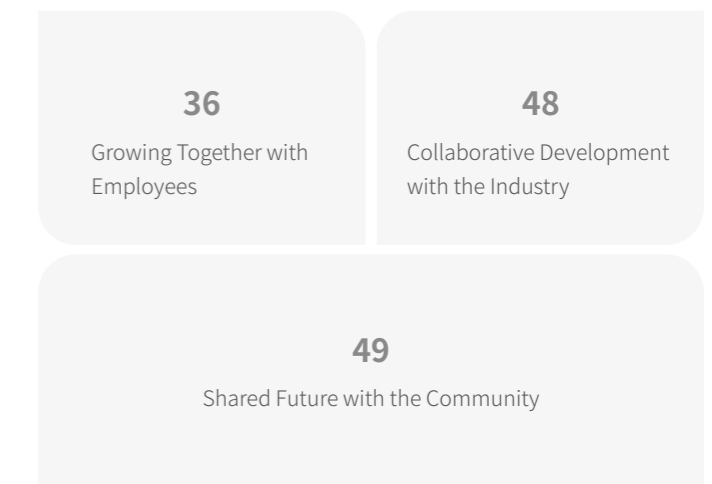 36
Growing Together with
Employees
48
Collaborative Development
with the Industry
49
Shared Future with the Community